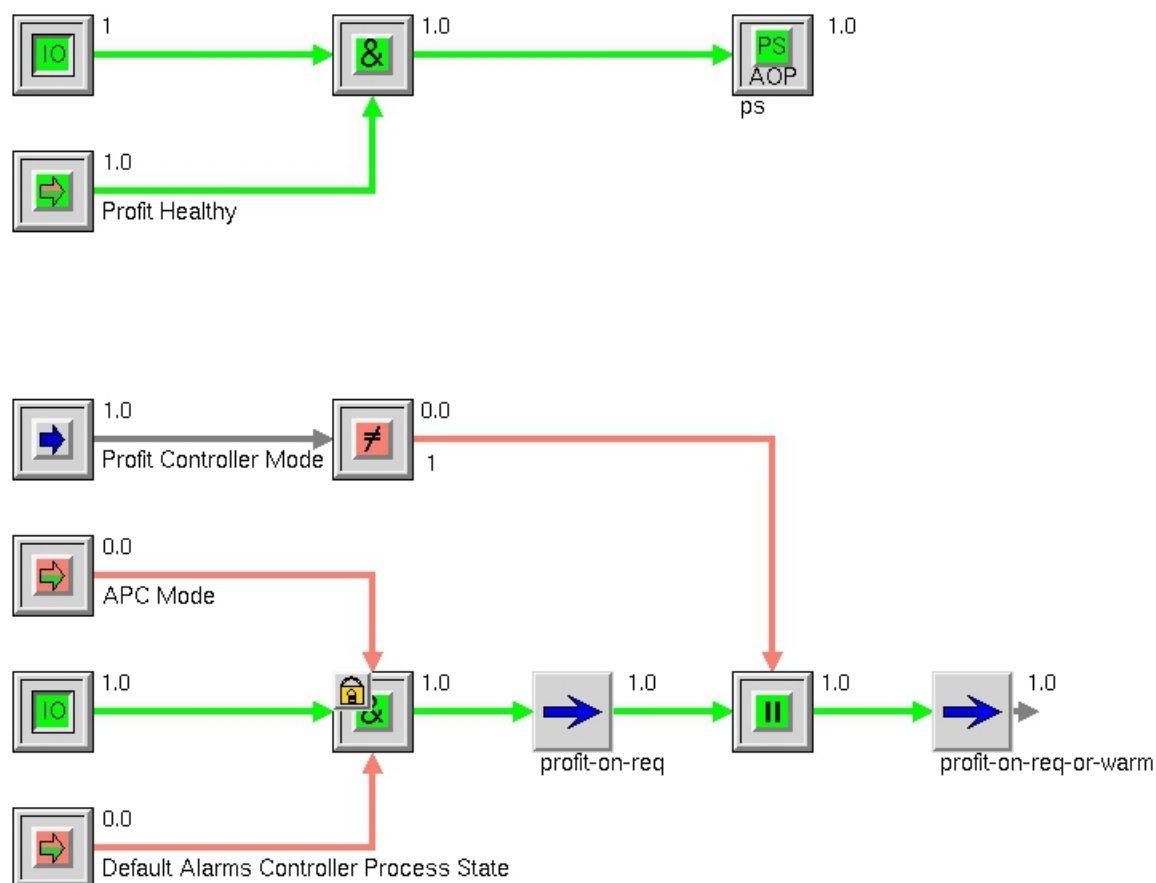 1 1.0 1.0
IO & PS
AOP
ps
1.0
Profit Healthy
1.0 0.0
≠
Profit Controller Mode 1
0.0
APC Mode
1.0 1.0 1.0 1.0 1.0
IO & II
profit-on-req profit-on-req-or-warm
0.0
Default Alarms Controller Process State